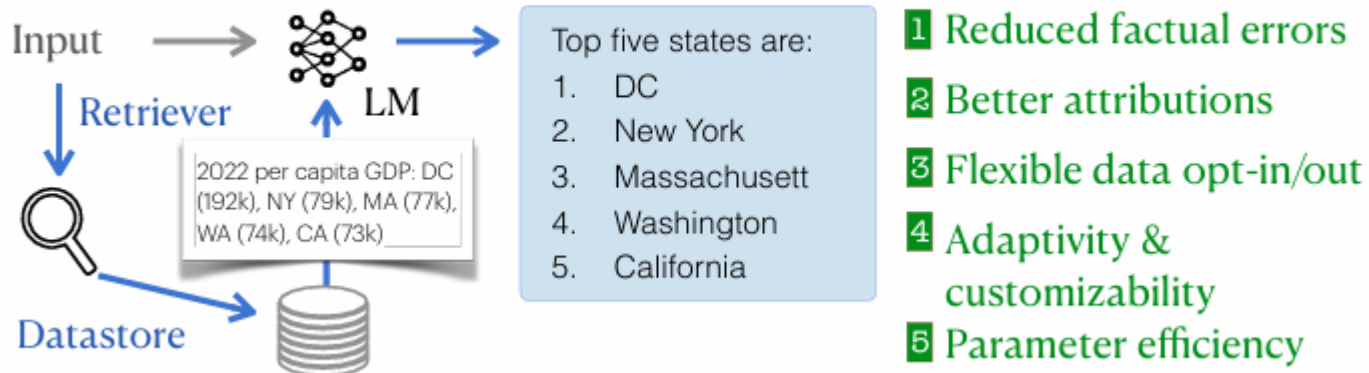 Input
LM
Retriever
Datastore
2022 per capita GDP: DC
(192k), NY (79k), MA (77k),
WA (74k), CA (73k)
Top five states are:
1. DC
2. New York
3. Massachusett
4. Washington
5. California
1 Reduced factual errors
2 Better attributions
3 Flexible data opt-in/out
4 Adaptivity &
customizability
5 Parameter efficiency